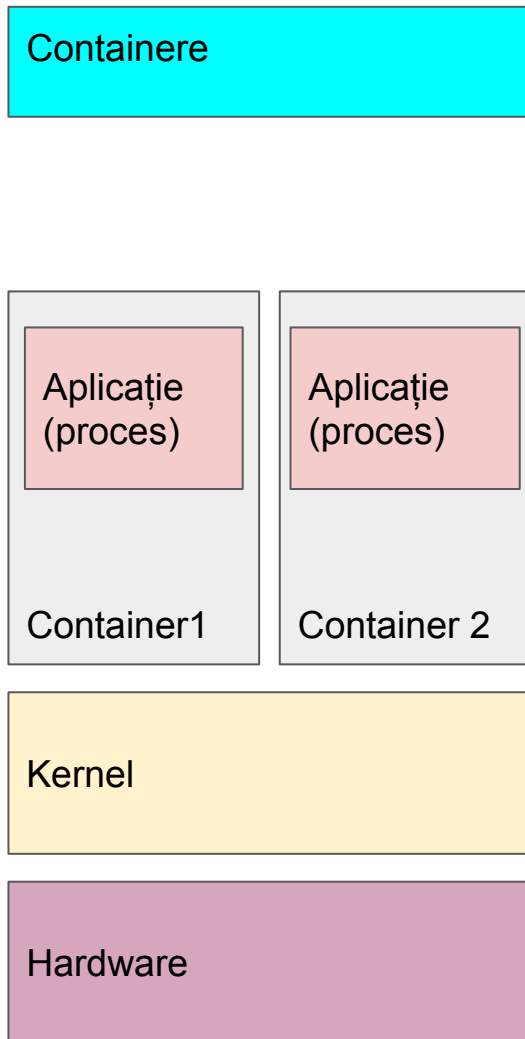 Containere
Aplicație
(proces)
Aplicație
(proces)
Container1
Container 2
Kernel
Hardware